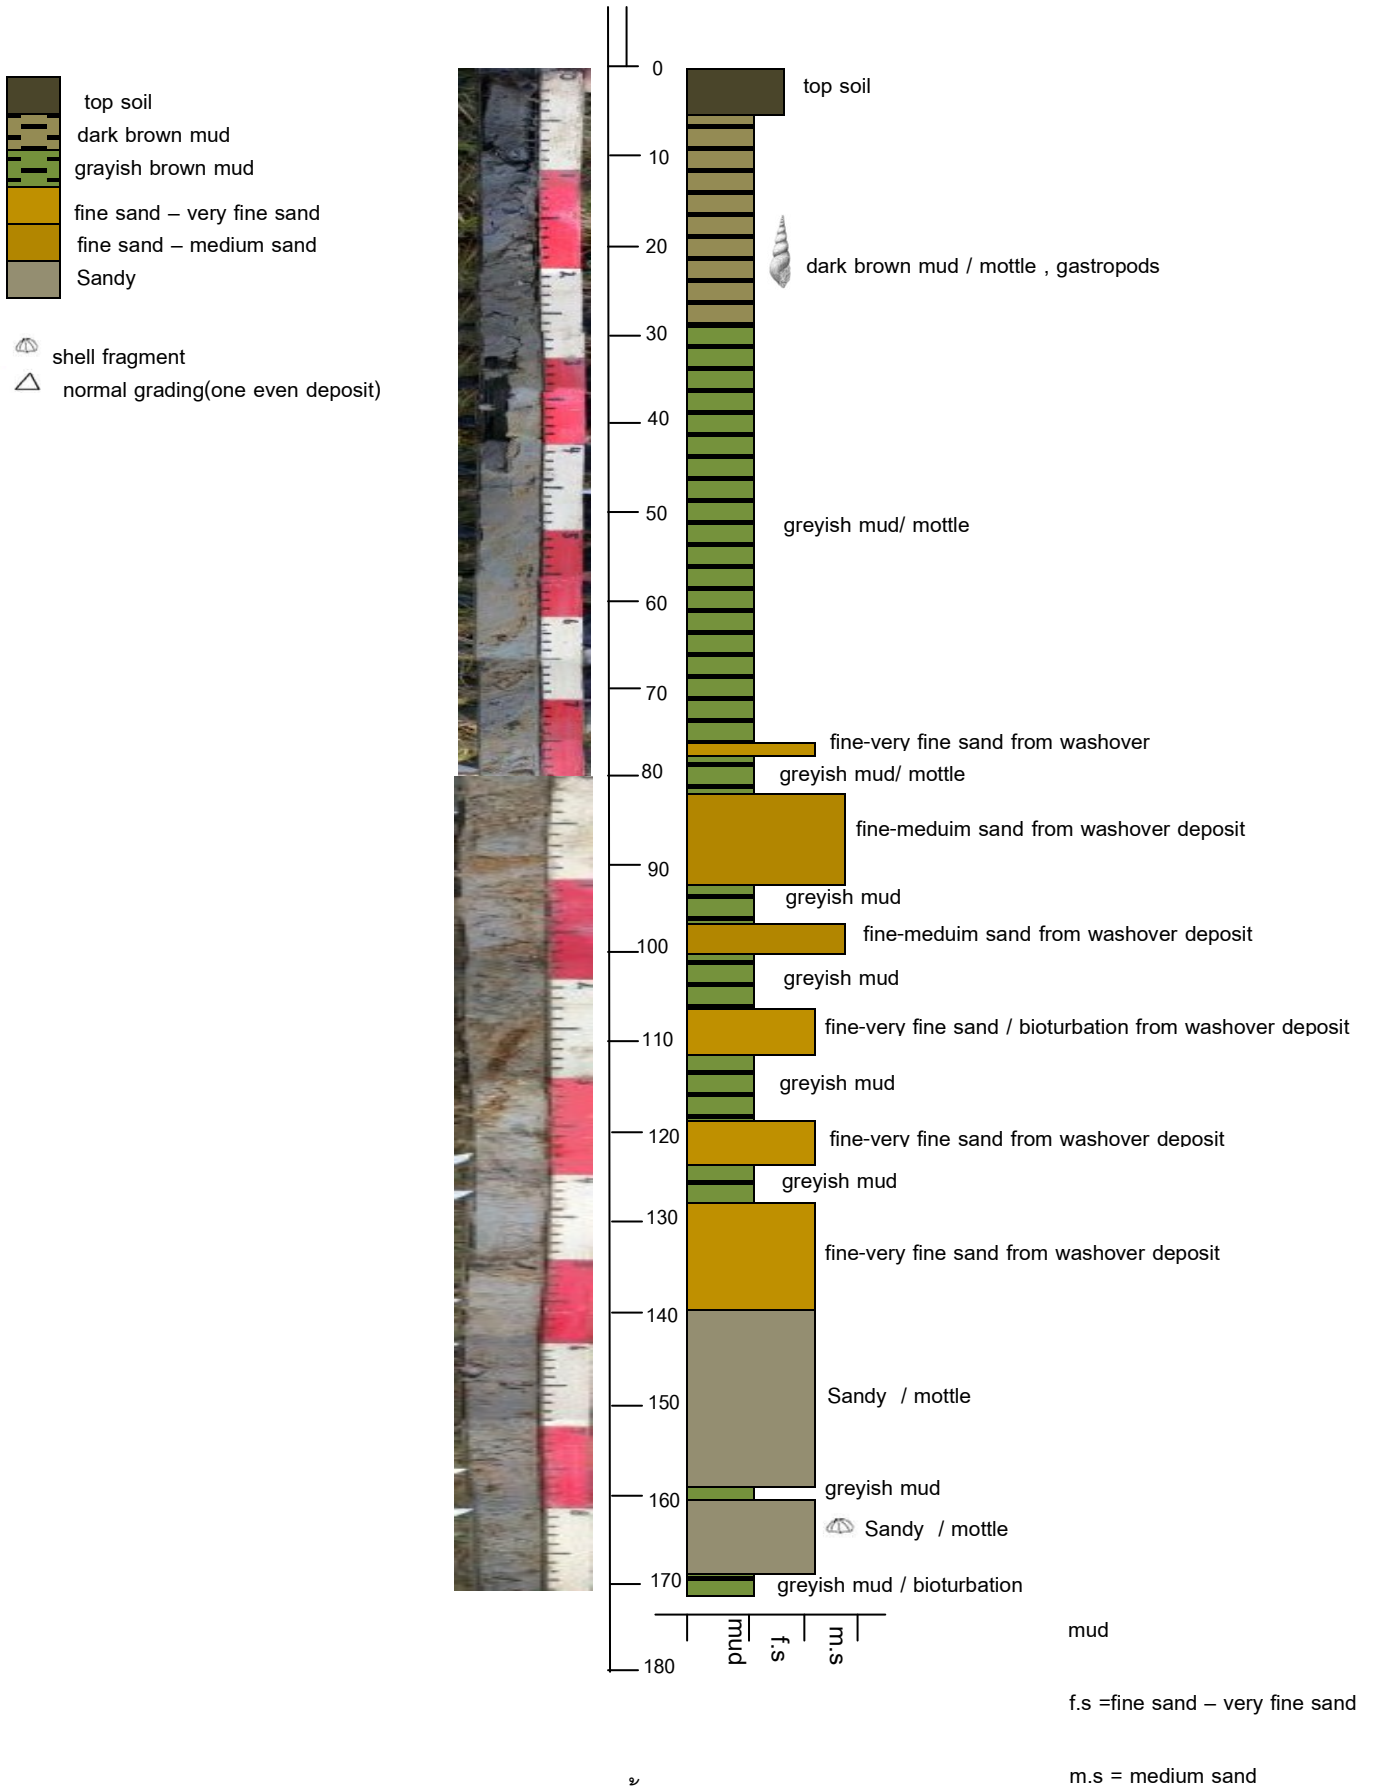 top soil
dark brown mud
grayish brown mud
fine sand – very fine sand
fine sand – medium sand
Sandy
shell fragment
normal grading(one even deposit)
0
10
20
30
40
50
60
70
80
90
100
110
120
130
140
150
160
170
180
top soil
dark brown mud / mottle , gastropods
greyish mud/ mottle
fine-very fine sand from washover
greyish mud/ mottle
fine-meduim sand from washover deposit
greyish mud
fine-meduim sand from washover deposit
greyish mud
fine-very fine sand / bioturbation from washover deposit
greyish mud
fine-very fine sand from washover deposit
greyish mud
fine-very fine sand from washover deposit
Sandy / mottle
greyish mud
Sandy / mottle
greyish mud / bioturbation
mud
f.s
m.s
mud
f.s =fine sand – very fine sand
m.s = medium sand